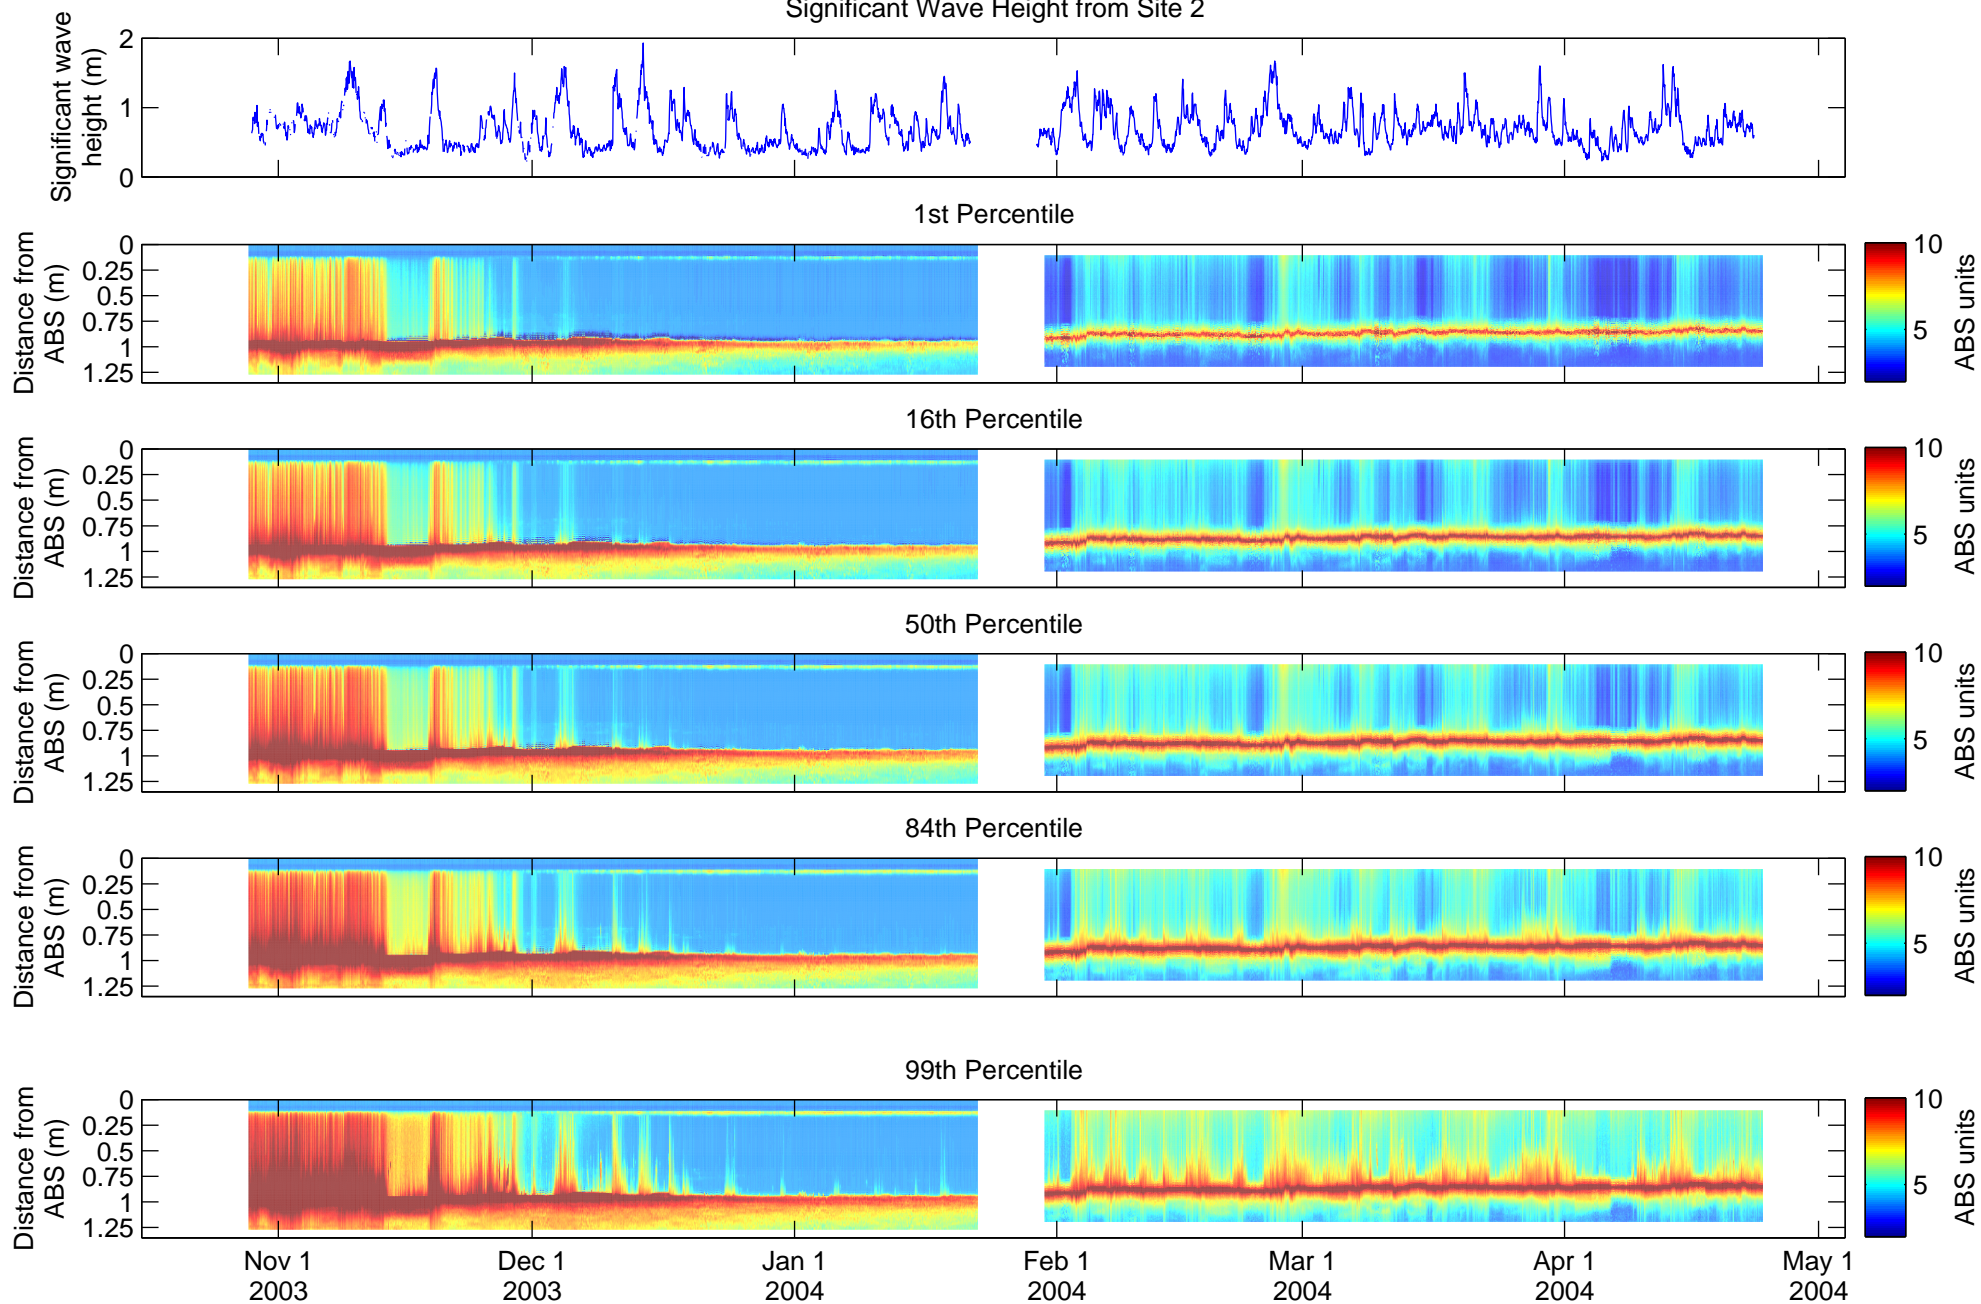 Significant Wave Height from Site 2
Significant wave
height (m)
2
1
0
1st Percentile
Distance from
ABS (m)
0
0.25
0.5
0.75
1
1.25
10
5
ABS units
16th Percentile
Distance from
ABS (m)
0
0.25
0.5
0.75
1
1.25
10
5
ABS units
50th Percentile
Distance from
ABS (m)
0
0.25
0.5
0.75
1
1.25
10
5
ABS units
84th Percentile
Distance from
ABS (m)
0
0.25
0.5
0.75
1
1.25
10
5
ABS units
99th Percentile
Distance from
ABS (m)
0
0.25
0.5
0.75
1
1.25
10
5
ABS units
Nov 1
2003
Dec 1
2003
Jan 1
2004
Feb 1
2004
Mar 1
2004
Apr 1
2004
May 1
2004